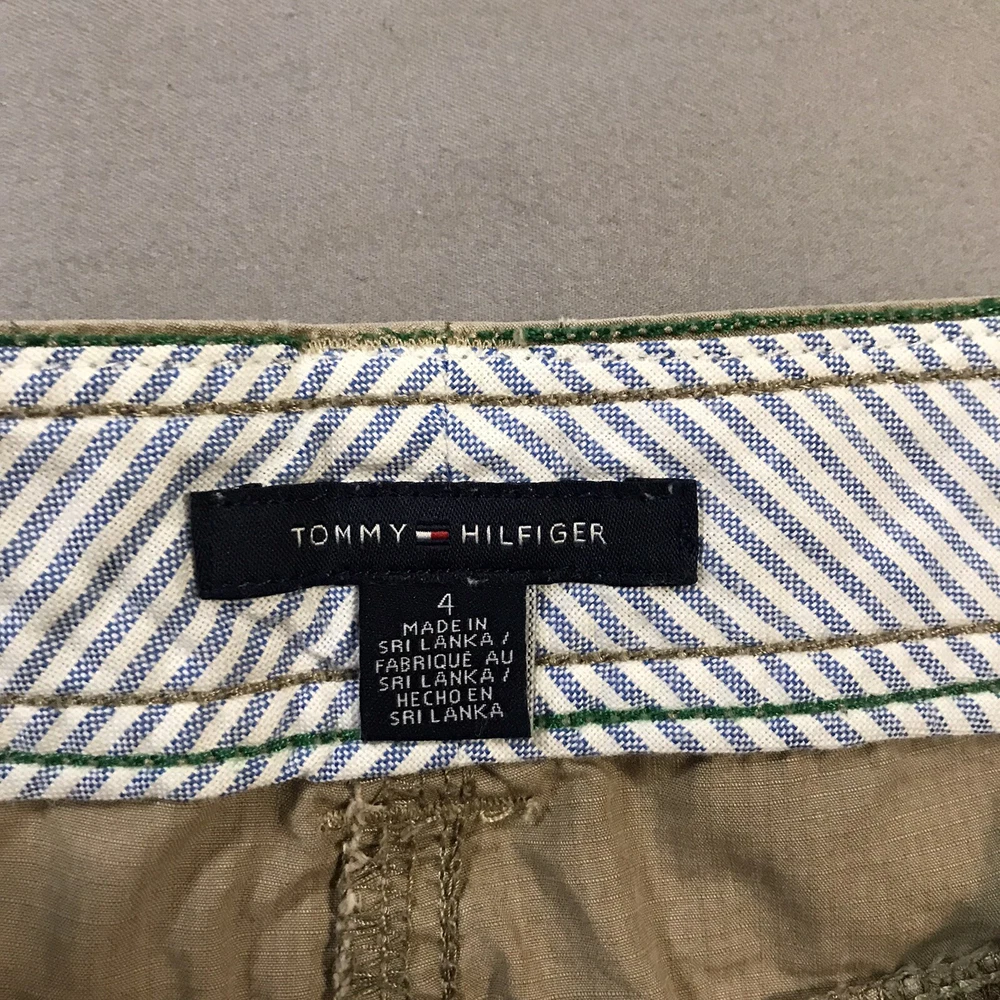 TOMMY HILFIGER
4
MADE IN
SRI LANKA /
FABRIQUÉ AU
SRI LANKA /
HECHO EN
SRI LANKA